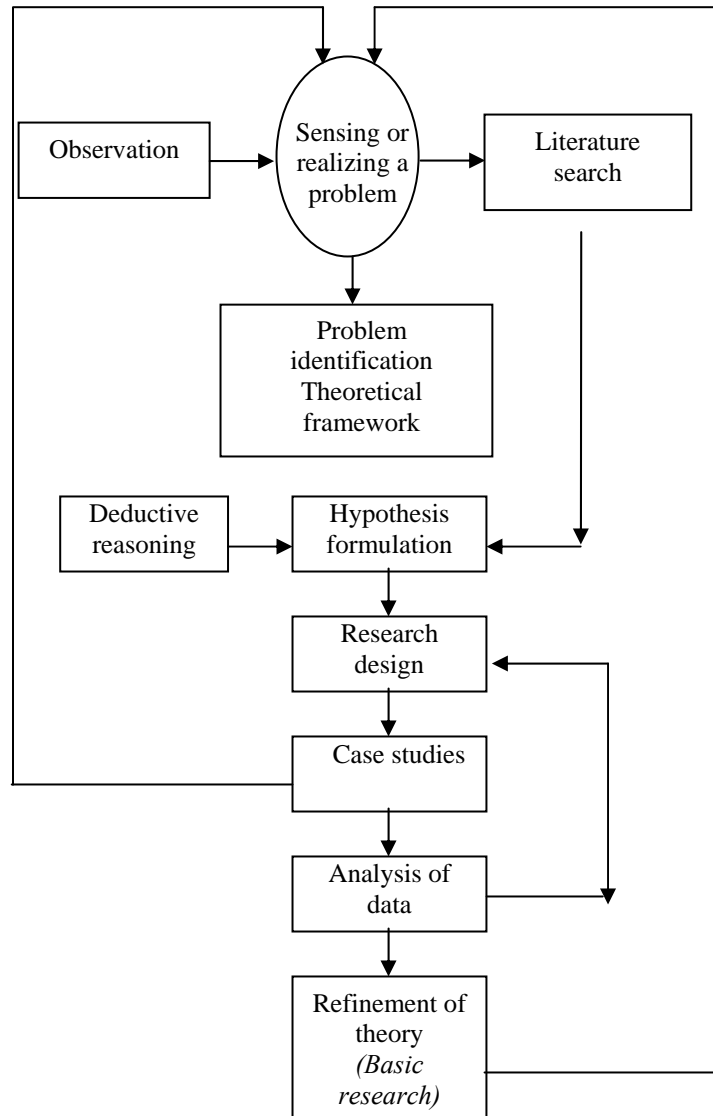 Observation
Sensing or
realizing a
problem
Literature
search
Problem
identification
Theoretical
framework
Deductive
reasoning
Hypothesis
formulation
Research
design
Case studies
Analysis of
data
Refinement of
theory
(Basic
research)